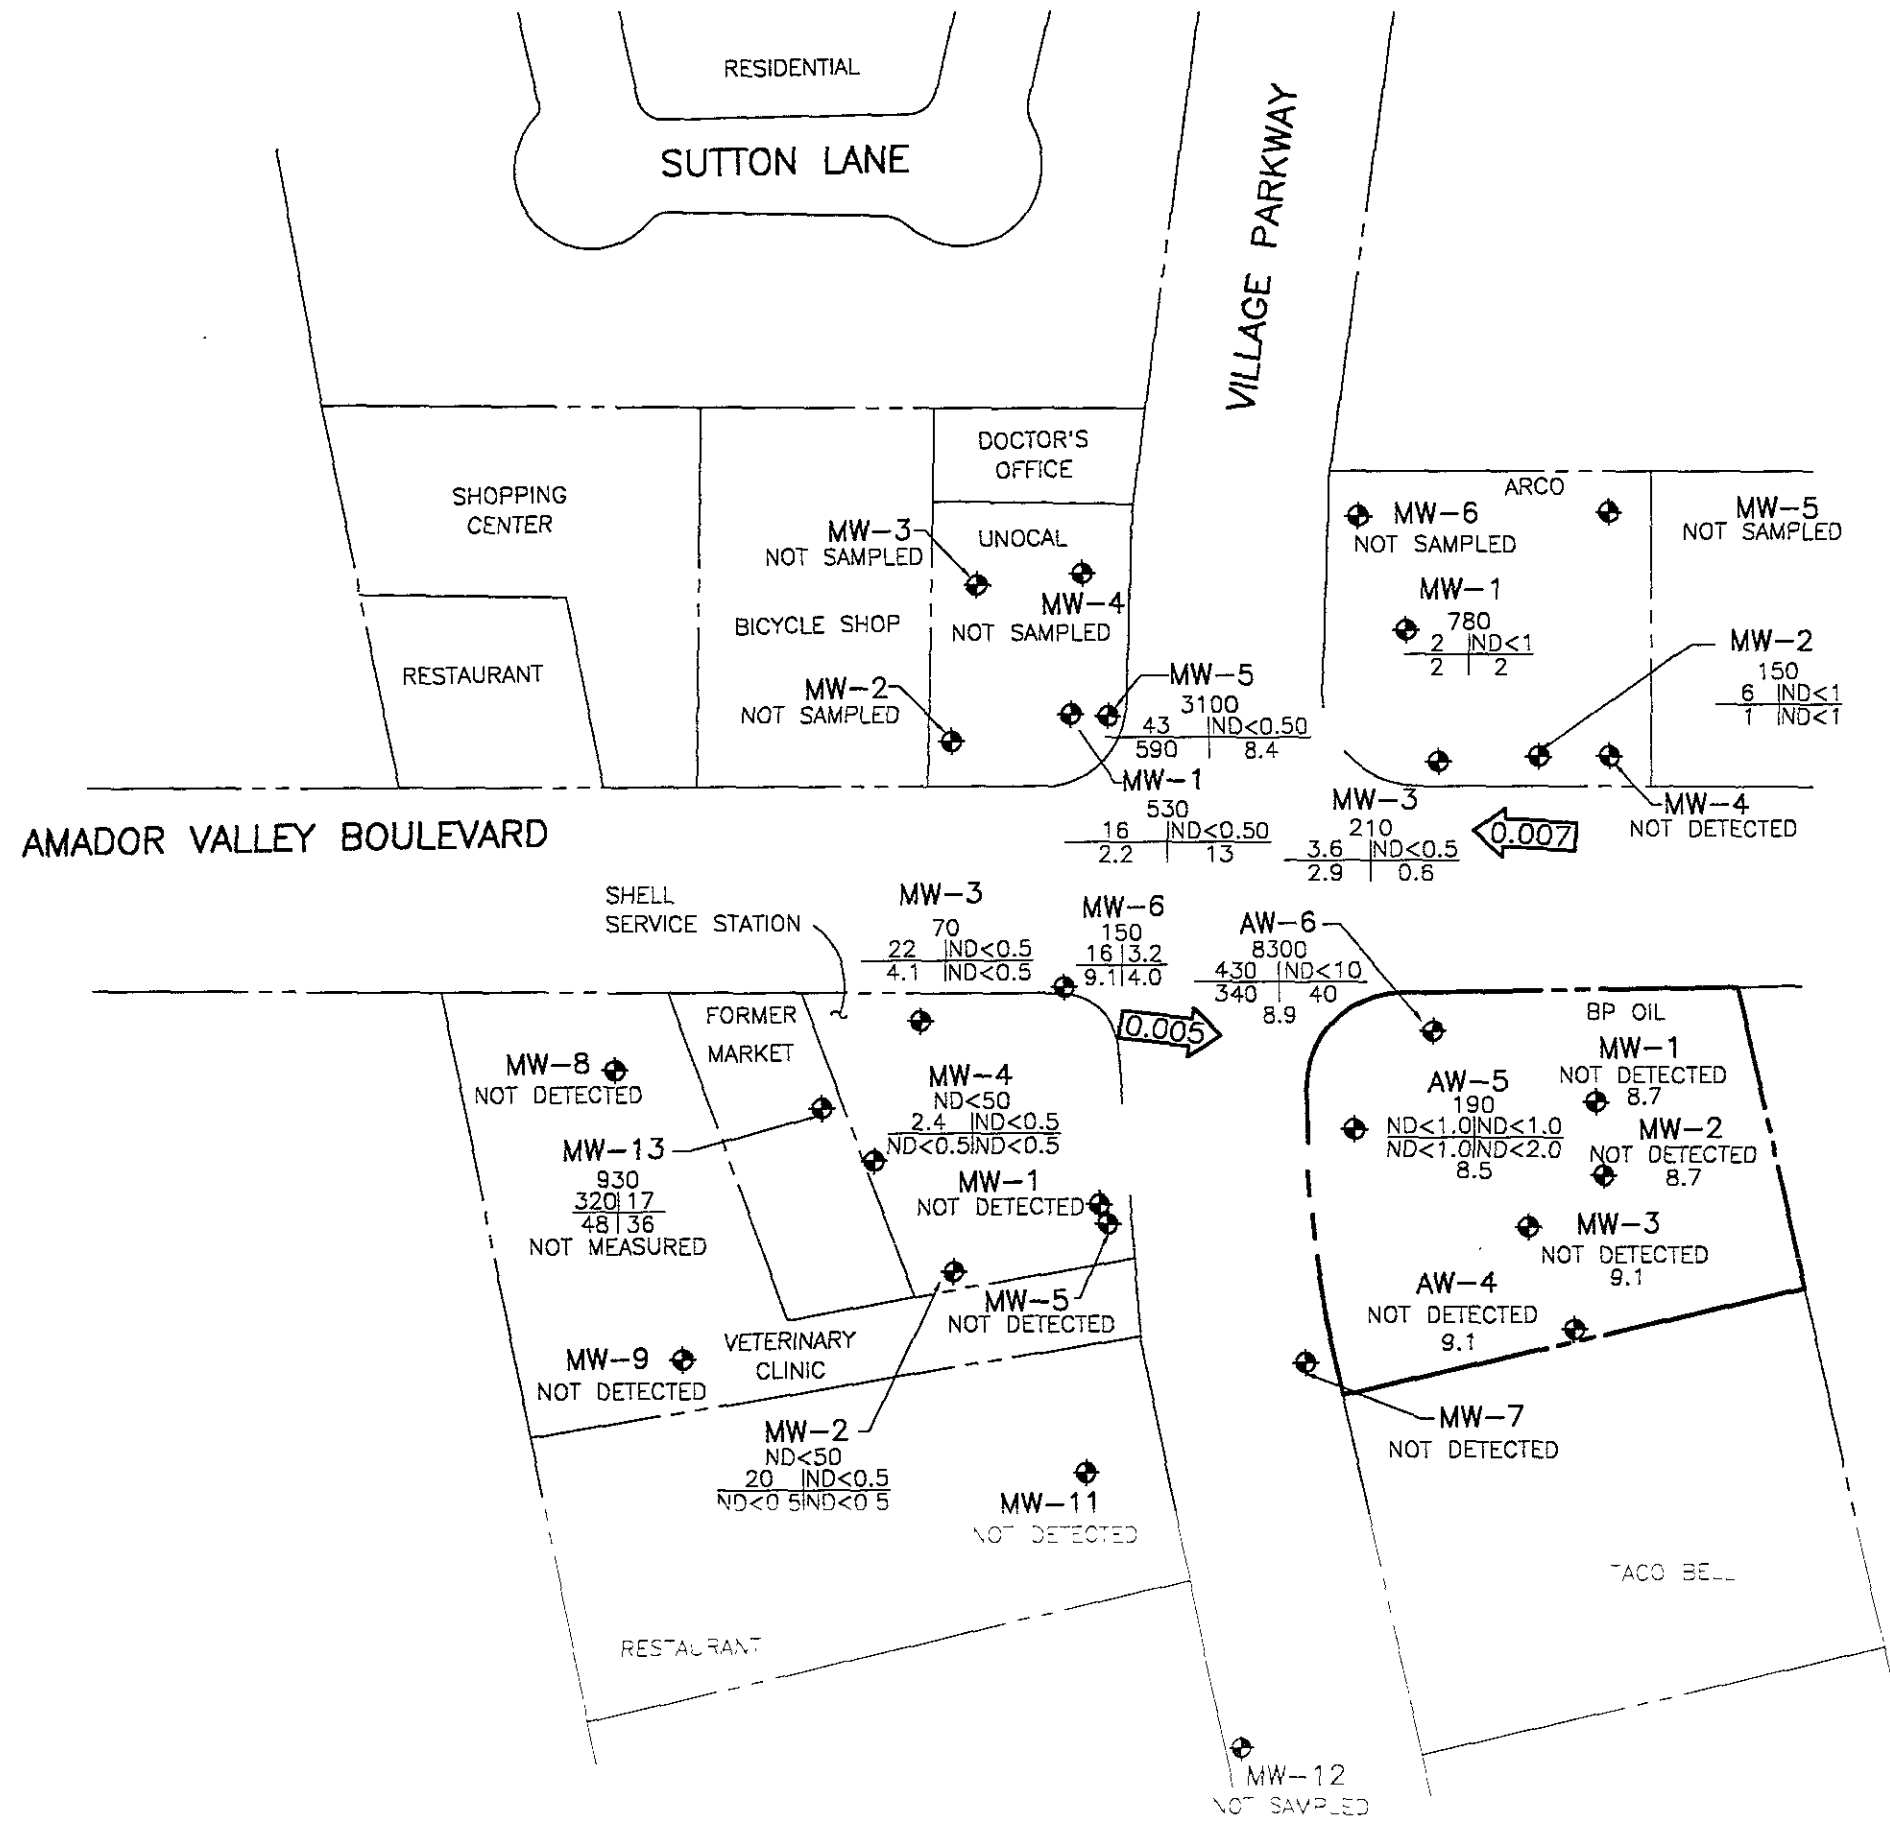 RESIDENTIAL
SUTTON LANE
VILLAGE PARKWAY
DOCTOR'S
OFFICE
SHOPPING
CENTER
MW-3
NOT SAMPLED
UNOCAL
MW-4
NOT SAMPLED
BICYCLE SHOP
RESTAURANT
MW-2
NOT SAMPLED
MW-5
3100
43 | ND<0.50
590 | 8.4
MW-1
530
16 | ND<0.50
2.2 | 13
ARCO
MW-6
NOT SAMPLED
MW-5
NOT SAMPLED
MW-1
780
2 | ND<1
2 | 2
MW-2
150
6 | ND<1
1 | ND<1
MW-3
210
3.6 | ND<0.5
2.9 | 0.6
MW-4
NOT DETECTED
0.007
AMADOR VALLEY BOULEVARD
SHELL
SERVICE STATION
MW-3
70
22 | ND<0.5
4.1 | ND<0.5
MW-6
150
16 | 3.2
9.1 | 4.0
AW-6
8300
430 | ND<10
340 | 40
8.9
0.005
FORMER
MARKET
MW-8
NOT DETECTED
MW-4
ND<50
2.4 | ND<0.5
ND<0.5 | ND<0.5
MW-13
930
320 | 17
48 | 36
NOT MEASURED
MW-1
NOT DETECTED
MW-5
NOT DETECTED
VETERINARY
CLINIC
MW-9
NOT DETECTED
MW-2
ND<50
20 | ND<0.5
ND<0 5 | ND<0 5
MW-11
NOT DETECTED
BP OIL
MW-1
NOT DETECTED
8.7
AW-5
190
ND<1.0 | ND<1.0
ND<1.0 | ND<2.0
8.5
MW-2
NOT DETECTED
8.7
MW-3
NOT DETECTED
9.1
AW-4
NOT DETECTED
9.1
MW-7
NOT DETECTED
TACO BELL
RESTAURANT
MW-12
NOT SAMPLED